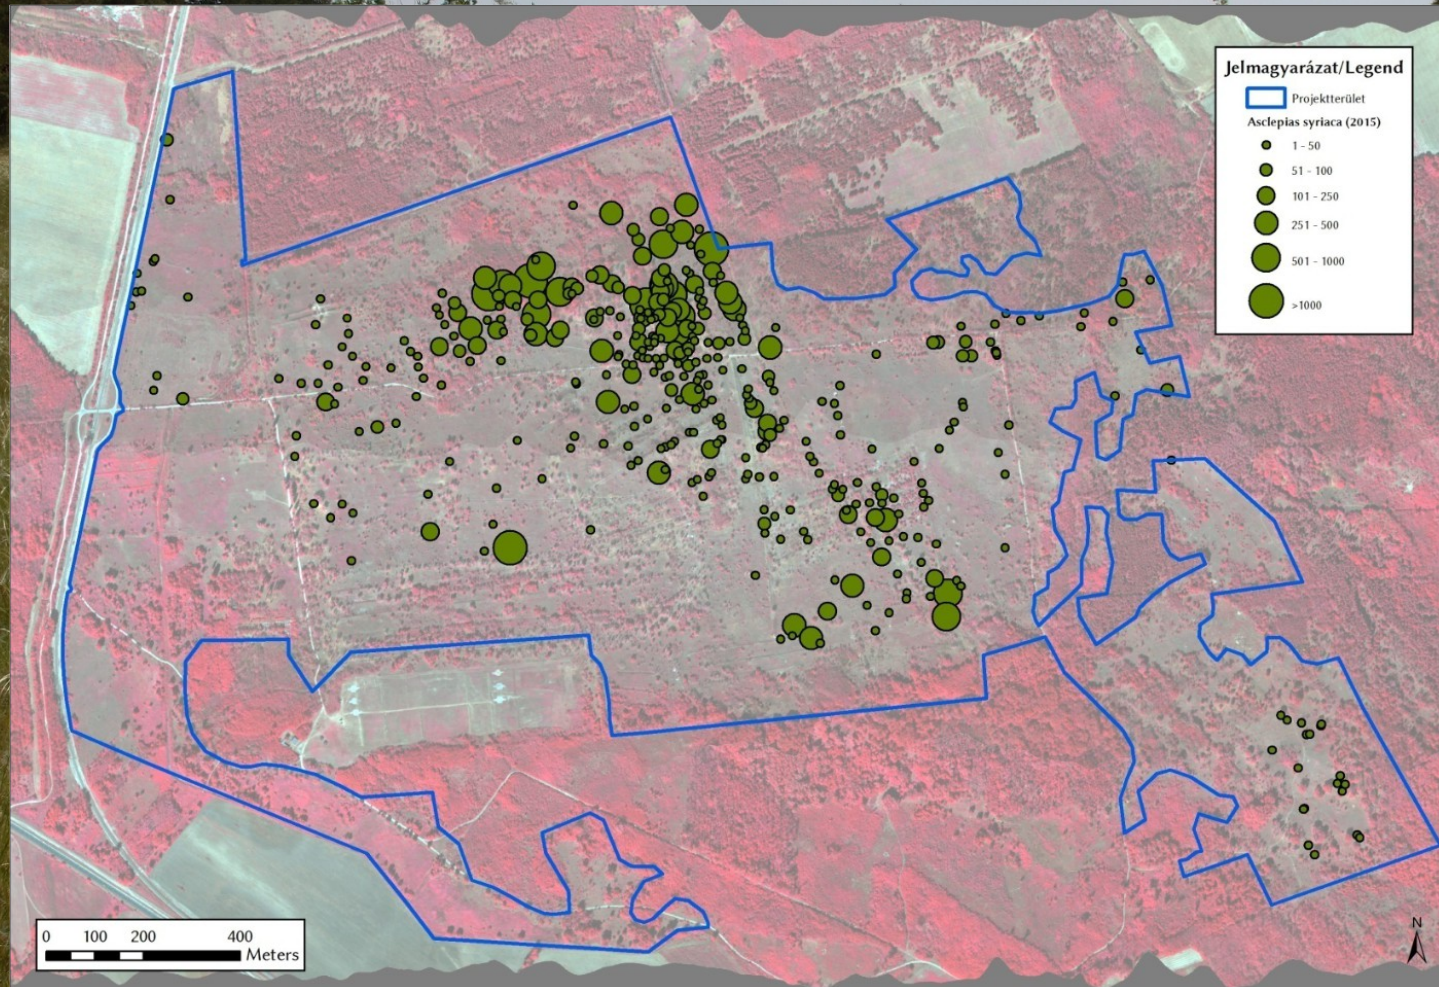 Jelmagyarázat/Legend
Projektterület
Asclepias syriaca (2015)
1 - 50
51 - 100
101 - 250
251 - 500
501 - 1000
>1000
0 100 200 400
Meters
N